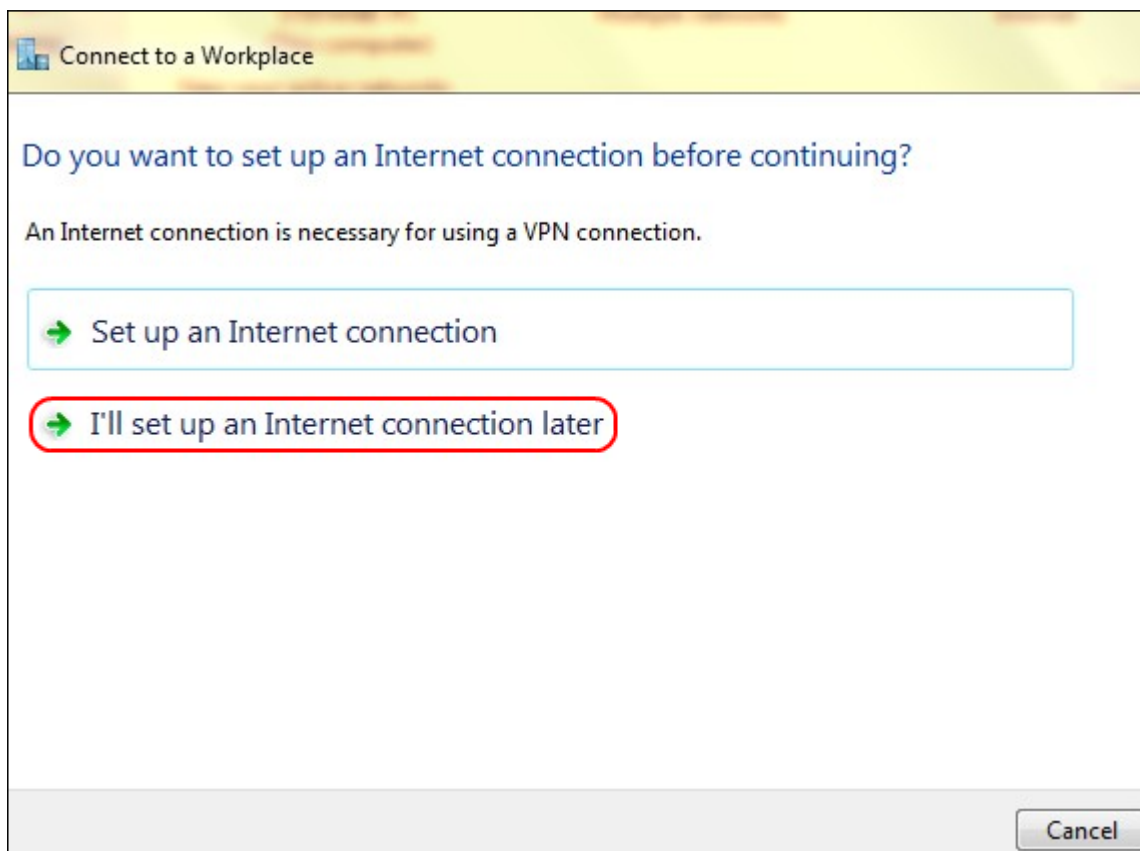 Connect to a Workplace
Do you want to set up an Internet connection before continuing?
An Internet connection is necessary for using a VPN connection.
Set up an Internet connection
I'll set up an Internet connection later
Cancel